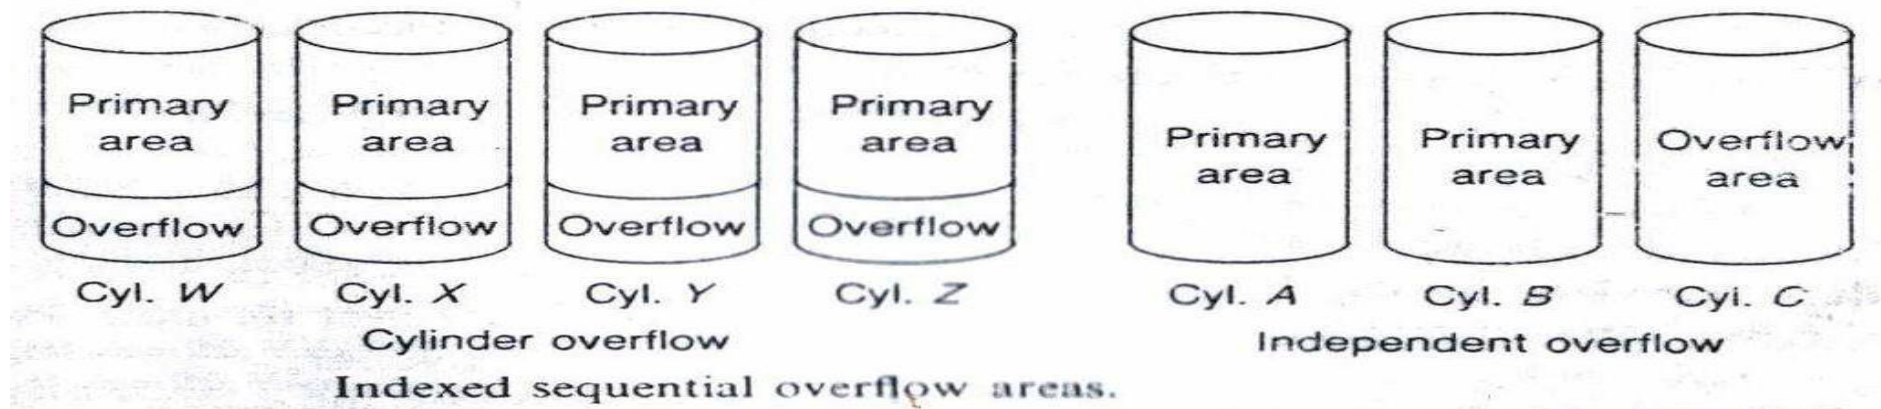 Primary area
Overflow
Cyl. W
Primary area
Overflow
Cyl. X
Primary area
Overflow
Cyl. Y
Primary area
Overflow
Cyl. Z
Cylinder overflow
Primary area
Cyl. A
Primary area
Cyl. B
Overflow area
Cyl. C
Independent overflow
Indexed sequential overflow areas.